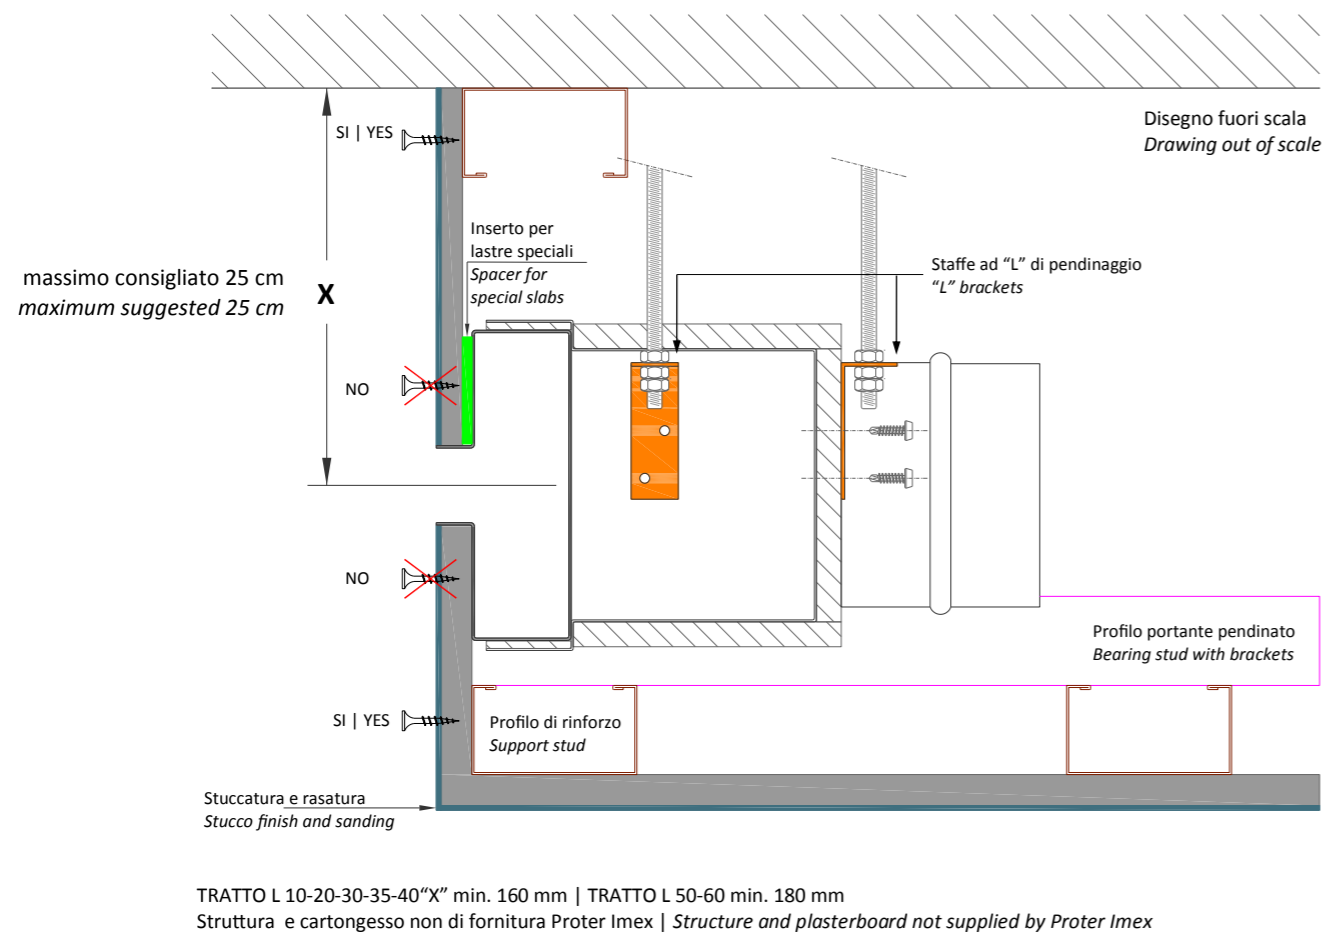 Disegno fuori scala
Drawing out of scale
SI | YES
Inserto per
lastre speciali
Spacer for
special slabs
Staffe ad “L” di pendinaggio
“L” brackets
massimo consigliato 25 cm
maximum suggested 25 cm
X
NO
NO
Profilo portante pendinato
Bearing stud with brackets
SI | YES
Profilo di rinforzo
Support stud
Stuccatura e rasatura
Stucco finish and sanding
TRATTO L 10-20-30-35-40“X” min. 160 mm | TRATTO L 50-60 min. 180 mm
Struttura e cartongesso non di fornitura Proter Imex | Structure and plasterboard not supplied by Proter Imex